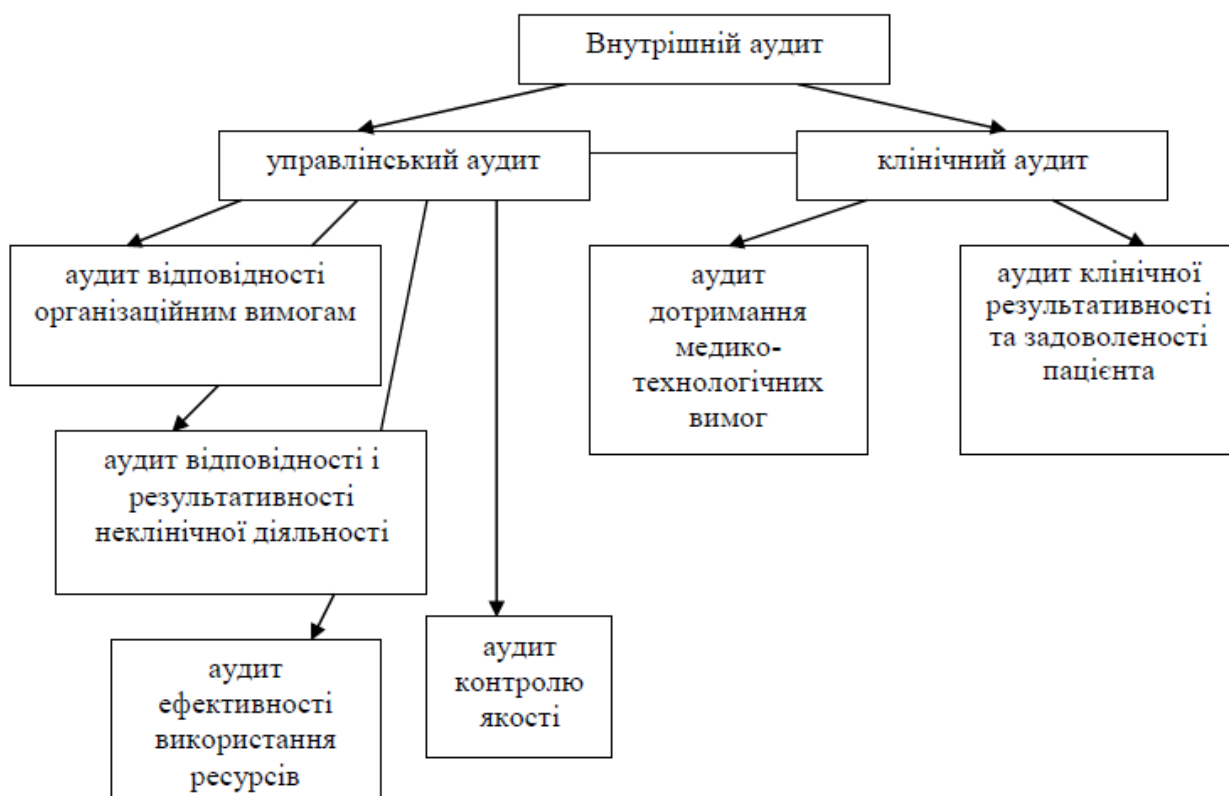 Внутрішній аудит
управлінський аудит
клінічний аудит
аудит відповідності
організаційним вимогам
аудит
дотримання
медико-
технологічних
вимог
аудит клінічної
результативності
та задоволеності
пацієнта
аудит відповідності і
результативності
неклінічної діяльності
аудит
ефективності
використання
ресурсів
аудит
контролю
якості